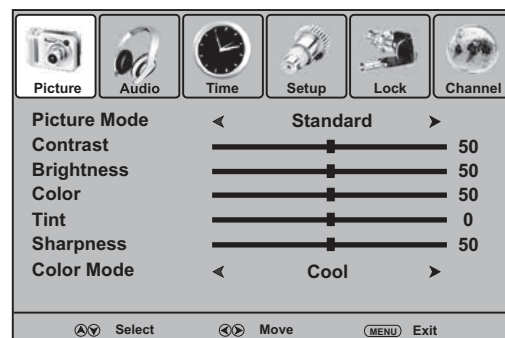 Picture Audio Time Setup Lock Channel
Picture Mode Standard
Contrast 50
Brightness 50
Color 50
Tint 0
Sharpness 50
Color Mode Cool
Select Move MENU Exit